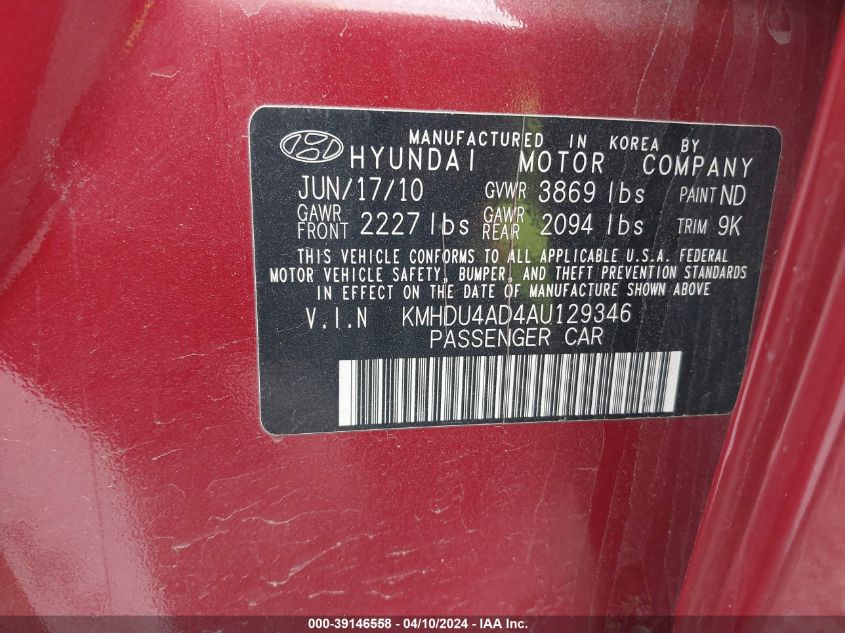 MANUFACTURED IN KOREA BY
HYUNDAI MOTOR COMPANY
JUN/17/10 GVWR 3869 lbs PAINT ND
GAWR FRONT 2227 lbs GAWR REAR 2094 lbs TRIM 9K
THIS VEHICLE CONFORMS TO ALL APPLICABLE U.S.A. FEDERAL
MOTOR VEHICLE SAFETY, BUMPER, AND THEFT PREVENTION STANDARDS
IN EFFECT ON THE DATE OF MANUFACTURE SHOWN ABOVE
V.I.N KMHDU4AD4AU129346
PASSENGER CAR
000-39146558 - 04/10/2024 - IAA Inc.